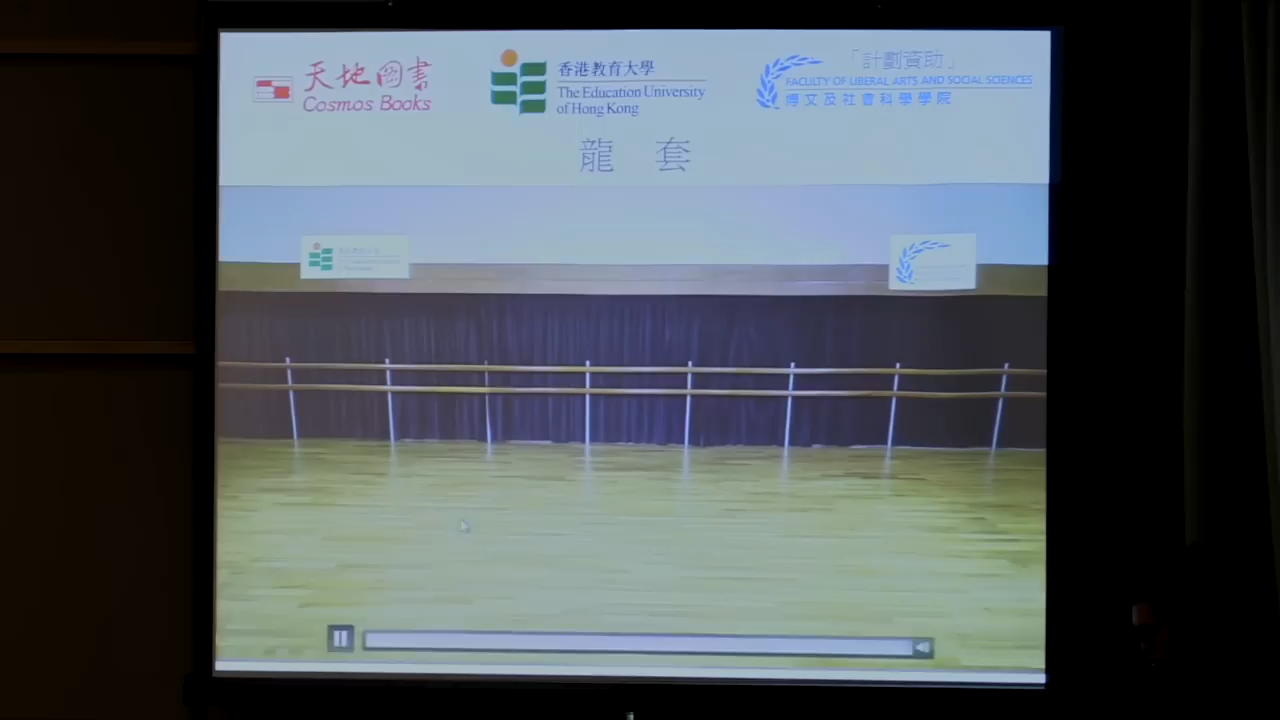 天地圖書
Cosmos Books
香港教育大學
The Education University
of Hong Kong
「計劃資助」
FACULTY OF LIBERAL ARTS AND SOCIAL SCIENCES
博文及社會科學學院
龍 套